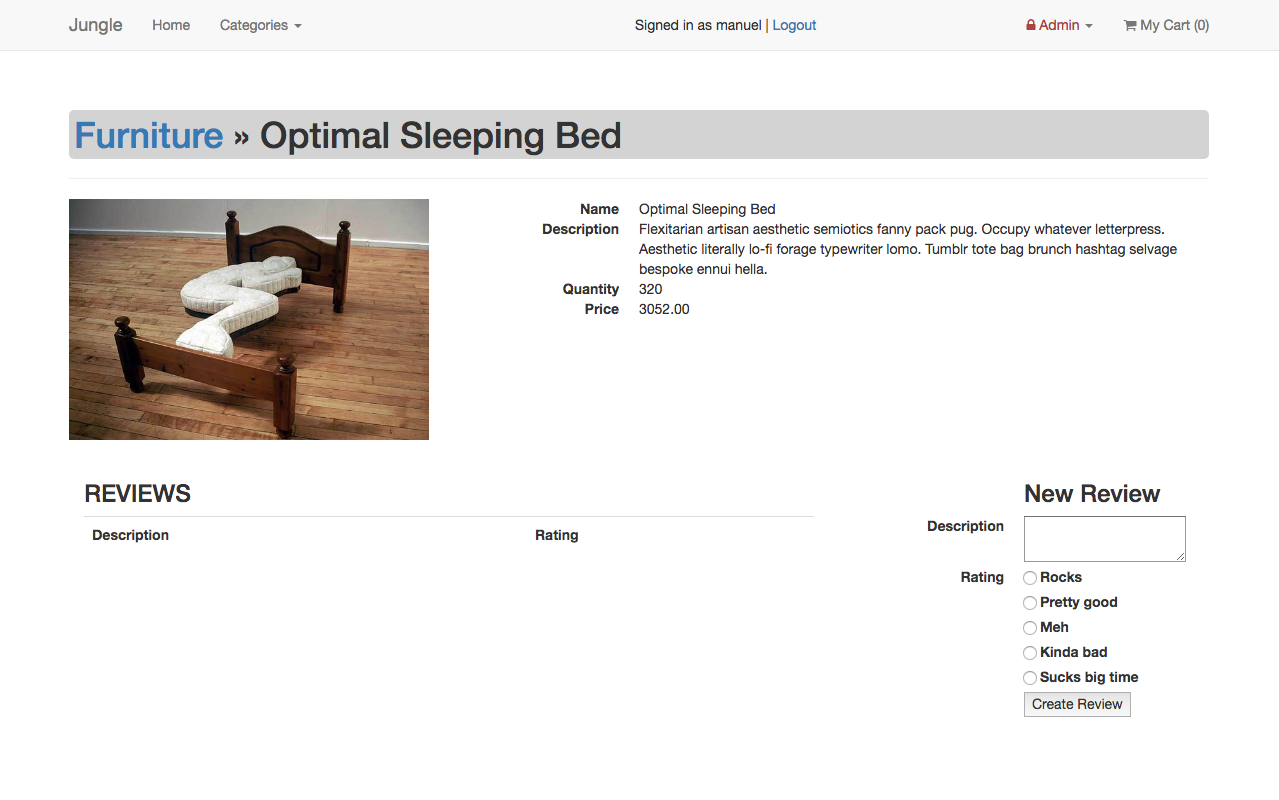 Jungle Home Categories Signed in as manuel | Logout Admin My Cart (0)
Furniture » Optimal Sleeping Bed
Name Optimal Sleeping Bed
Description Flexitarian artisan aesthetic semiotics fanny pack pug. Occupy whatever letterpress.
Aesthetic literally lo-fi forage typewriter lomo. Tumblr tote bag brunch hashtag selvage
bespoke ennui hella.
Quantity 320
Price 3052.00
REVIEWS
Description Rating
New Review
Description
Rating Rocks
Pretty good
Meh
Kinda bad
Sucks big time
Create Review